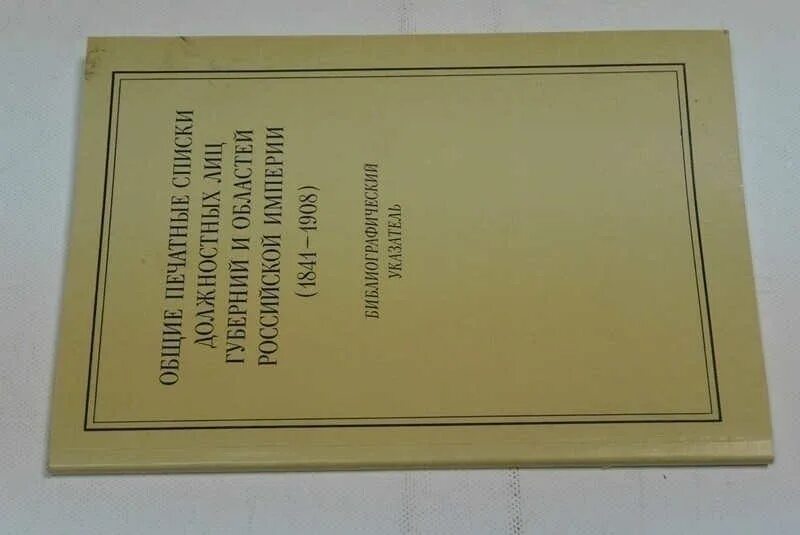 ОБЩИЕ ПЕЧАТНЫЕ СПИСКИ
ДОЛЖНОСТНЫХ ЛИЦ
ГУБЕРНИЙ И ОБЛАСТЕЙ
РОССИЙСКОЙ ИМПЕРИИ
(1841–1908)
БИБЛИОГРАФИЧЕСКИЙ
УКАЗАТЕЛЬ